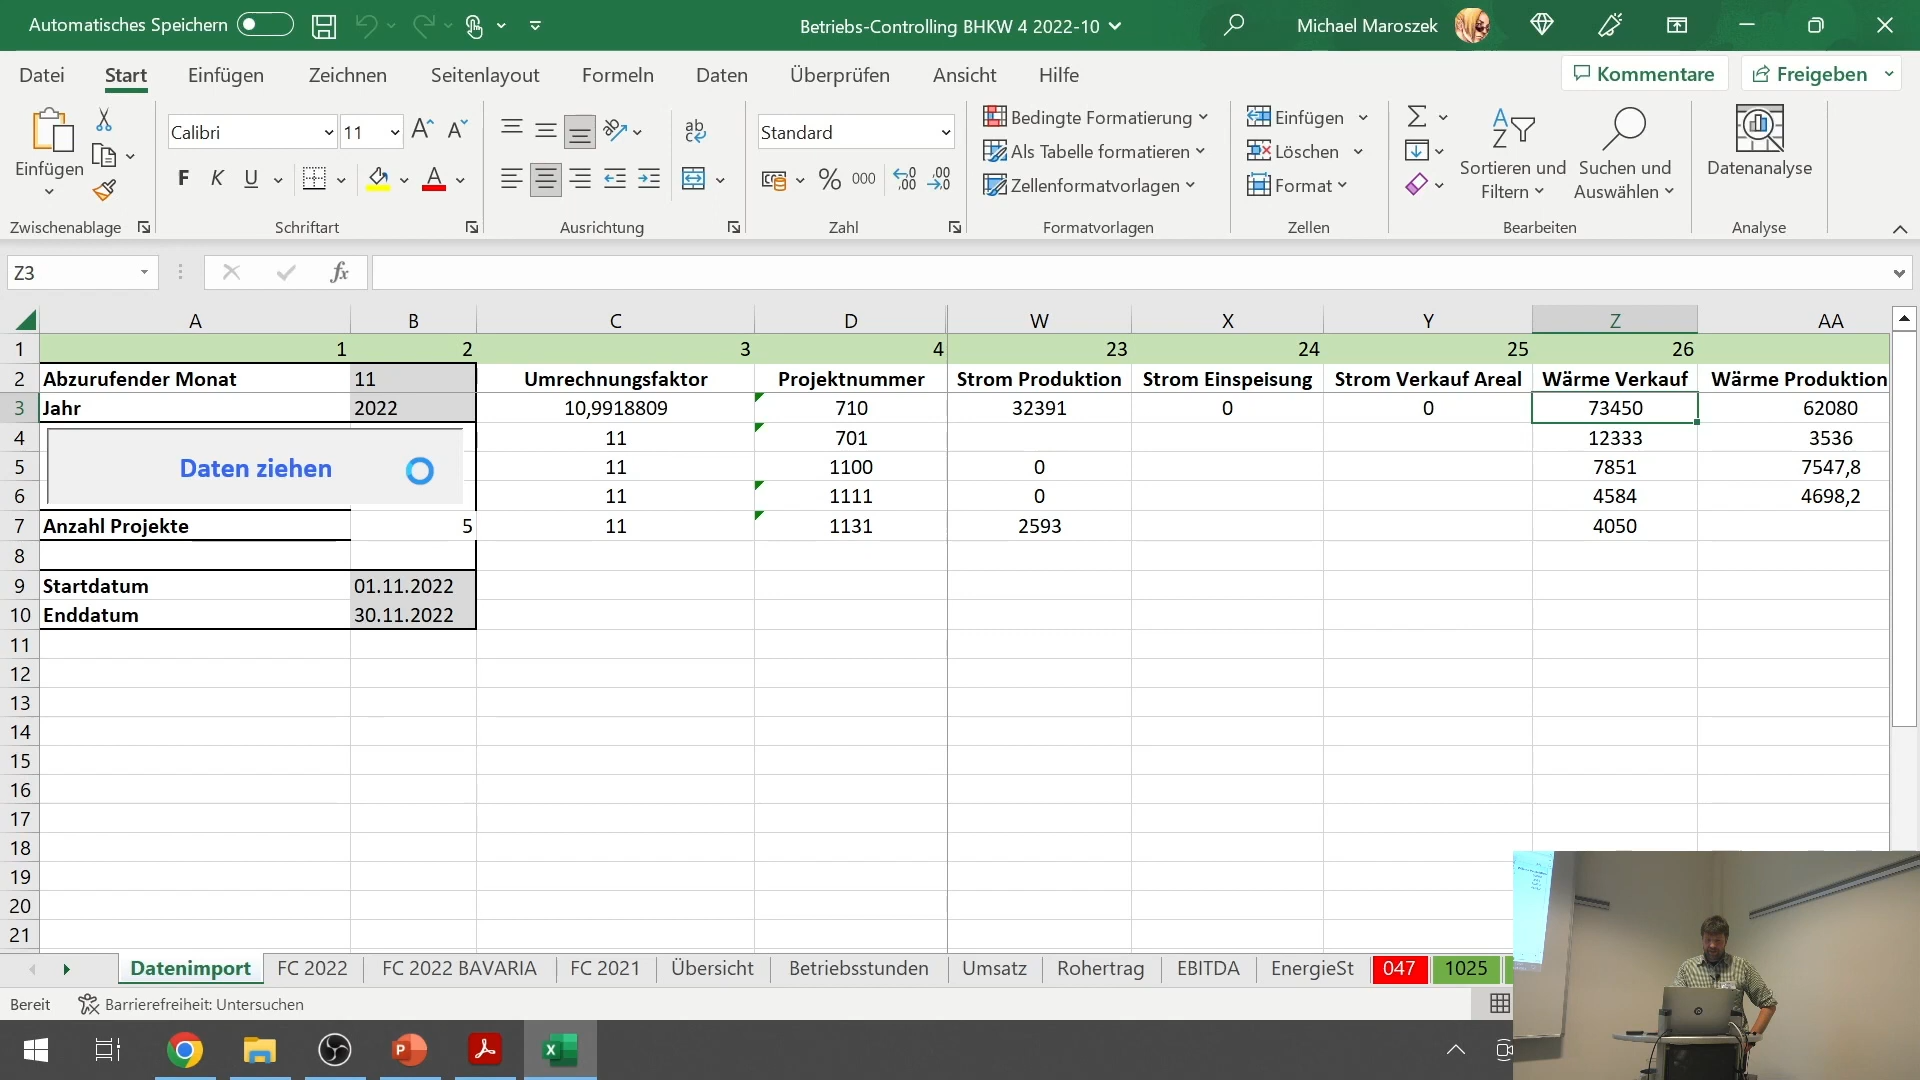 Automatisches Speichern
Betriebs-Controlling BHKW 4 2022-10
Michael Maroszek
Datei Start Einfügen Zeichnen Seitenlayout Formeln Daten Überprüfen Ansicht Hilfe Kommentare Freigeben
Einfügen
Calibri 11
F K U
Standard
% 000
Bedingte Formatierung
Als Tabelle formatieren
Zellenformatvorlagen
Einfügen
Löschen
Format
Sortieren und Filtern
Suchen und Auswählen
Datenanalyse
Zwischenablage Schriftart Ausrichtung Zahl Formatvorlagen Zellen Bearbeiten Analyse
Z3 fx
A B C D W X Y Z AA
1 1 2 3 4 23 24 25 26
2 Abzurufender Monat 11 Umrechnungsfaktor Projektnummer Strom Produktion Strom Einspeisung Strom Verkauf Areal Wärme Verkauf Wärme Produktion
3 Jahr 2022 10,9918809 710 32391 0 0 73450 62080
4 11 701 12333 3536
5 Daten ziehen 11 1100 0 7851 7547,8
6 11 1111 0 4584 4698,2
7 Anzahl Projekte 5 11 1131 2593 4050
8
9 Startdatum 01.11.2022
10 Enddatum 30.11.2022
11
12
13
14
15
16
17
18
19
20
21
Datenimport FC 2022 FC 2022 BAVARIA FC 2021 Übersicht Betriebsstunden Umsatz Rohertrag EBITDA EnergieSt 047 1025
Bereit Barrierefreiheit: Untersuchen